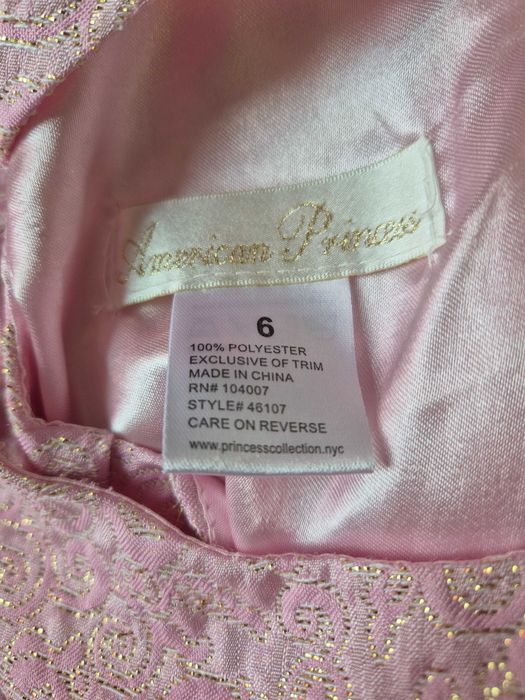 American Princess
6
100% POLYESTER
EXCLUSIVE OF TRIM
MADE IN CHINA
RN# 104007
STYLE# 46107
CARE ON REVERSE
www.princesscollection.nyc